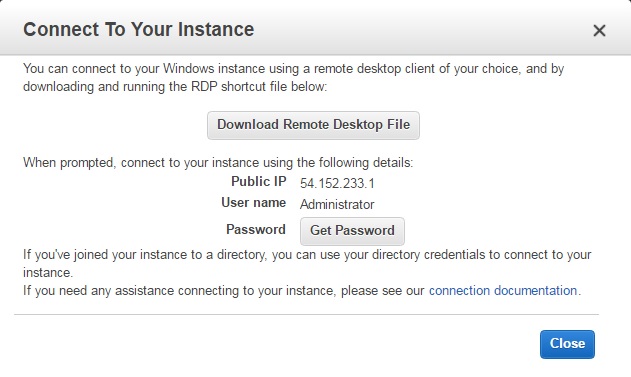 Connect To Your Instance
You can connect to your Windows instance using a remote desktop client of your choice, and by
downloading and running the RDP shortcut file below:
Download Remote Desktop File
When prompted, connect to your instance using the following details:
Public IP 54.152.233.1
User name Administrator
Password Get Password
If you've joined your instance to a directory, you can use your directory credentials to connect to your
instance.
If you need any assistance connecting to your instance, please see our connection documentation.
Close